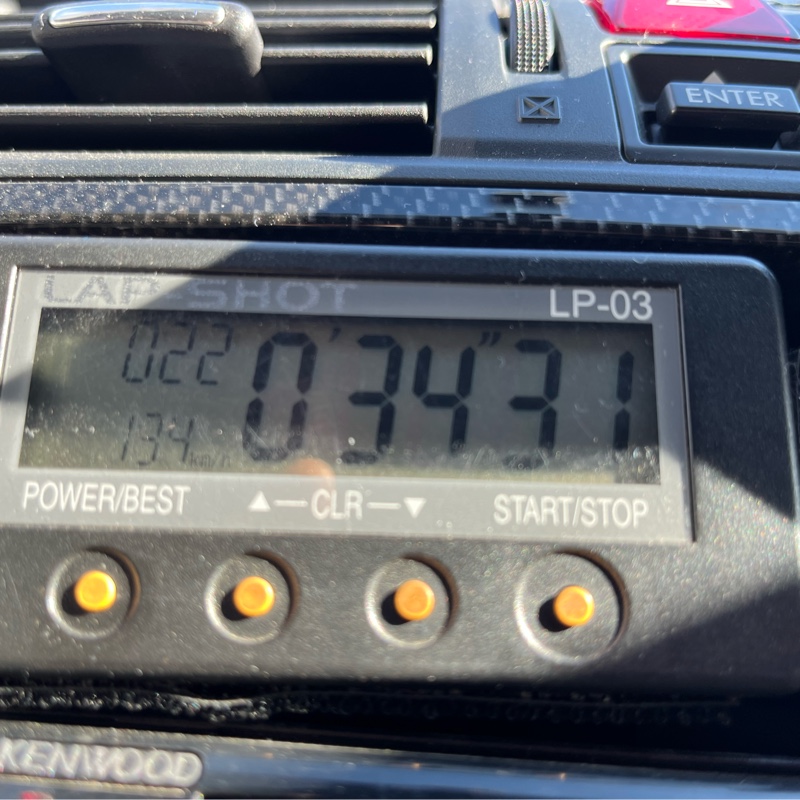 ENTER
LAP-SHOT LP-03
022 0'34"31
134 km/h
POWER/BEST ▲—CLR—▼ START/STOP
KENWOOD